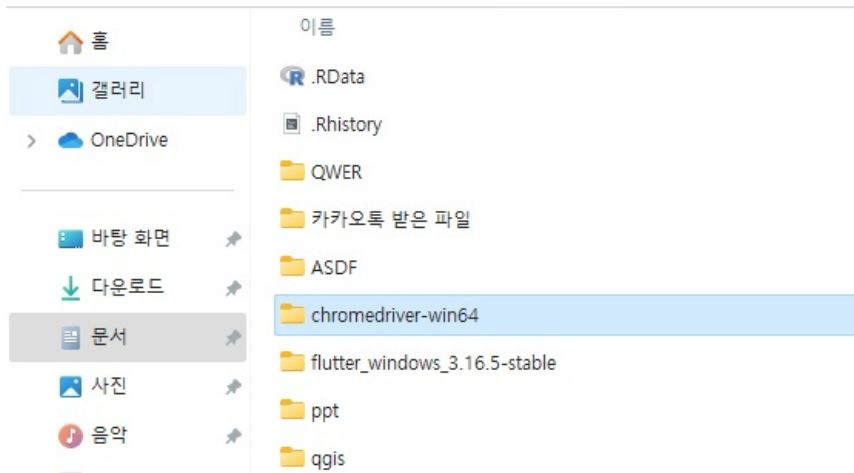 홈
갤러리
OneDrive
바탕 화면
다운로드
문서
사진
음악
이름
.RData
.Rhistory
QWER
카카오톡 받은 파일
ASDF
chromedriver-win64
flutter_windows_3.16.5-stable
ppt
qgis